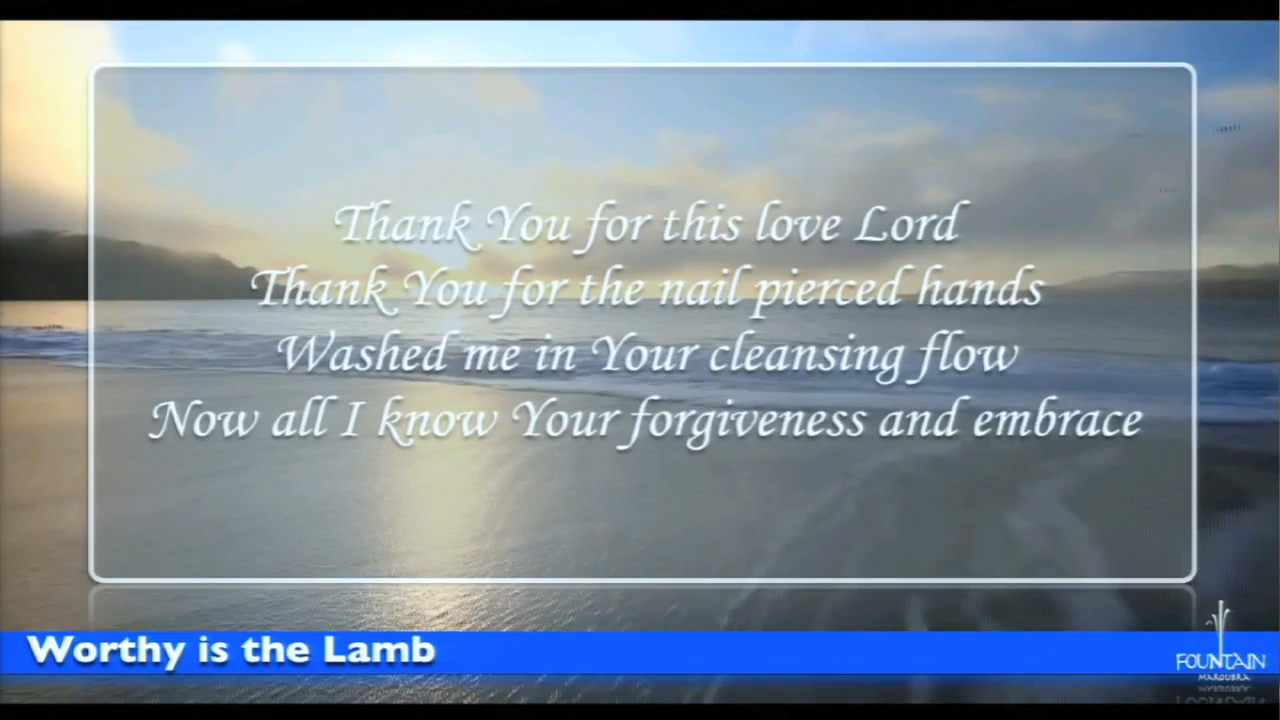 Thank You for this love Lord
Thank You for the nail pierced hands
Washed me in Your cleansing flow
Now all I know Your forgiveness and embrace
Worthy is the Lamb
FOUNTAIN
MAROUBRA